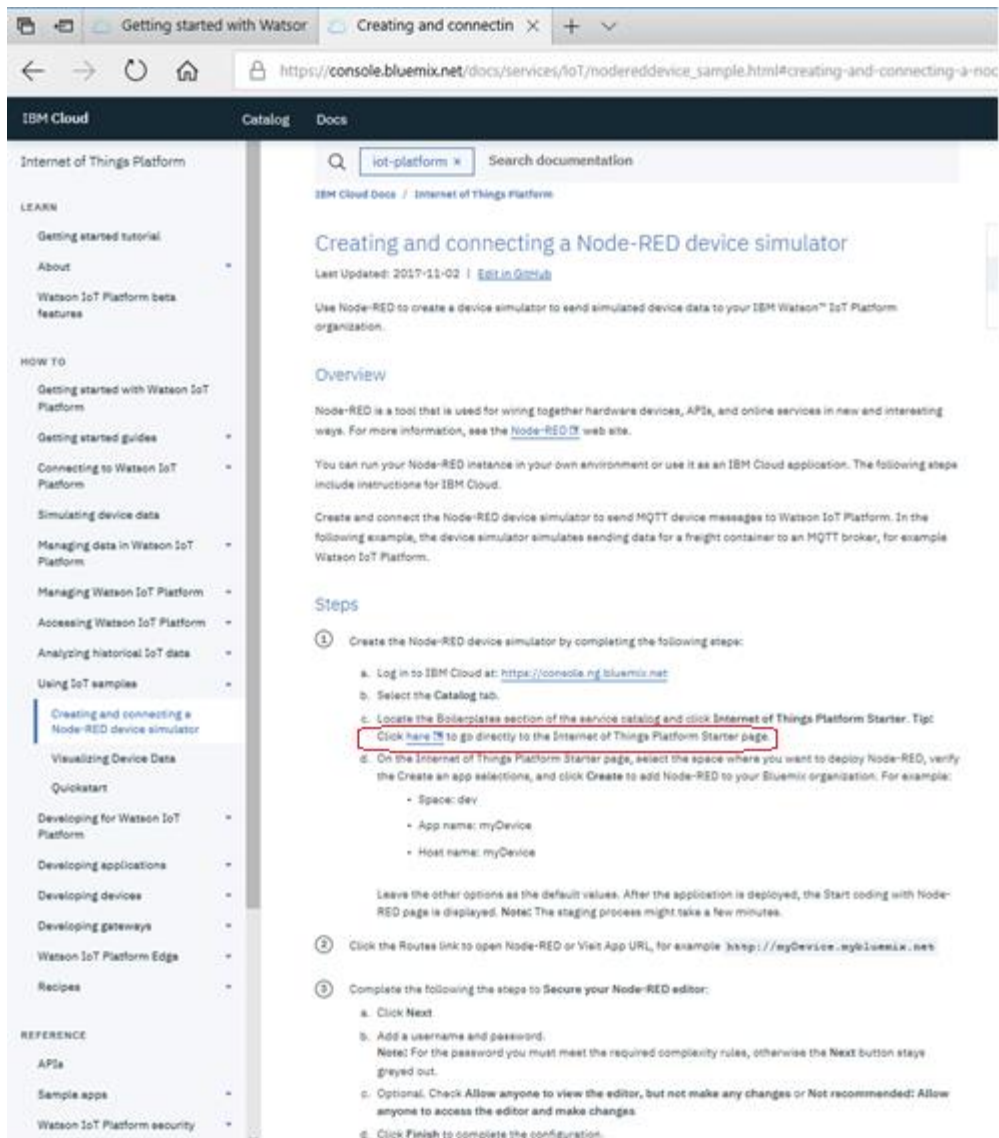 Getting started with Watson
Creating and connectin
https://console.bluemix.net/docs/services/IoT/nodereddevice_sample.html#creating-and-connecting-a-noc
IBM Cloud
Catalog
Docs
Internet of Things Platform
LEARN
Getting started tutorial
About
Watson IoT Platform beta
features
HOW TO
Getting started with Watson IoT
Platform
Getting started guides
Connecting to Watson IoT
Platform
Simulating device data
Managing data in Watson IoT
Platform
Managing Watson IoT Platform
Accessing Watson IoT Platform
Analyzing historical IoT data
Using IoT samples
Creating and connecting a
Node-RED device simulator
Visualizing Device Data
Quickstart
Developing for Watson IoT
Platform
Developing applications
Developing devices
Developing gateways
Watson IoT Platform Edge
Recipes
REFERENCE
APIs
Sample apps
Watson IoT Platform security
iot-platform ×
Search documentation
IBM Cloud Docs / Internet of Things Platform
Creating and connecting a Node-RED device simulator
Last Updated: 2017-11-02 | Edit in GitHub
Use Node-RED to create a device simulator to send simulated device data to your IBM Watson™ IoT Platform
organization.
Overview
Node-RED is a tool that is used for wiring together hardware devices, APIs, and online services in new and interesting
ways. For more information, see the Node-RED web site.
You can run your Node-RED instance in your own environment or use it as an IBM Cloud application. The following steps
include instructions for IBM Cloud.
Create and connect the Node-RED device simulator to send MQTT device messages to Watson IoT Platform. In the
following example, the device simulator simulates sending data for a freight container to an MQTT broker, for example
Watson IoT Platform.
Steps
1 Create the Node-RED device simulator by completing the following steps:
a. Log in to IBM Cloud at: https://console.ng.bluemix.net
b. Select the Catalog tab.
c. Locate the Boilerplates section of the service catalog and click Internet of Things Platform Starter. Tip:
Click here to go directly to the Internet of Things Platform Starter page.
d. On the Internet of Things Platform Starter page, select the space where you want to deploy Node-RED, verify
the Create an app selections, and click Create to add Node-RED to your Bluemix organization. For example:
• Space: dev
• App name: myDevice
• Host name: myDevice
Leave the other options as the default values. After the application is deployed, the Start coding with Node-
RED page is displayed. Note: The staging process might take a few minutes.
2 Click the Routes link to open Node-RED or Visit App URL, for example http://myDevice.mybluemix.net
3 Complete the following the steps to Secure your Node-RED editor:
a. Click Next
b. Add a username and password.
Note: For the password you must meet the required complexity rules, otherwise the Next button stays
greyed out.
c. Optional. Check Allow anyone to view the editor, but not make any changes or Not recommended: Allow
anyone to access the editor and make changes
d. Click Finish to complete the configuration.